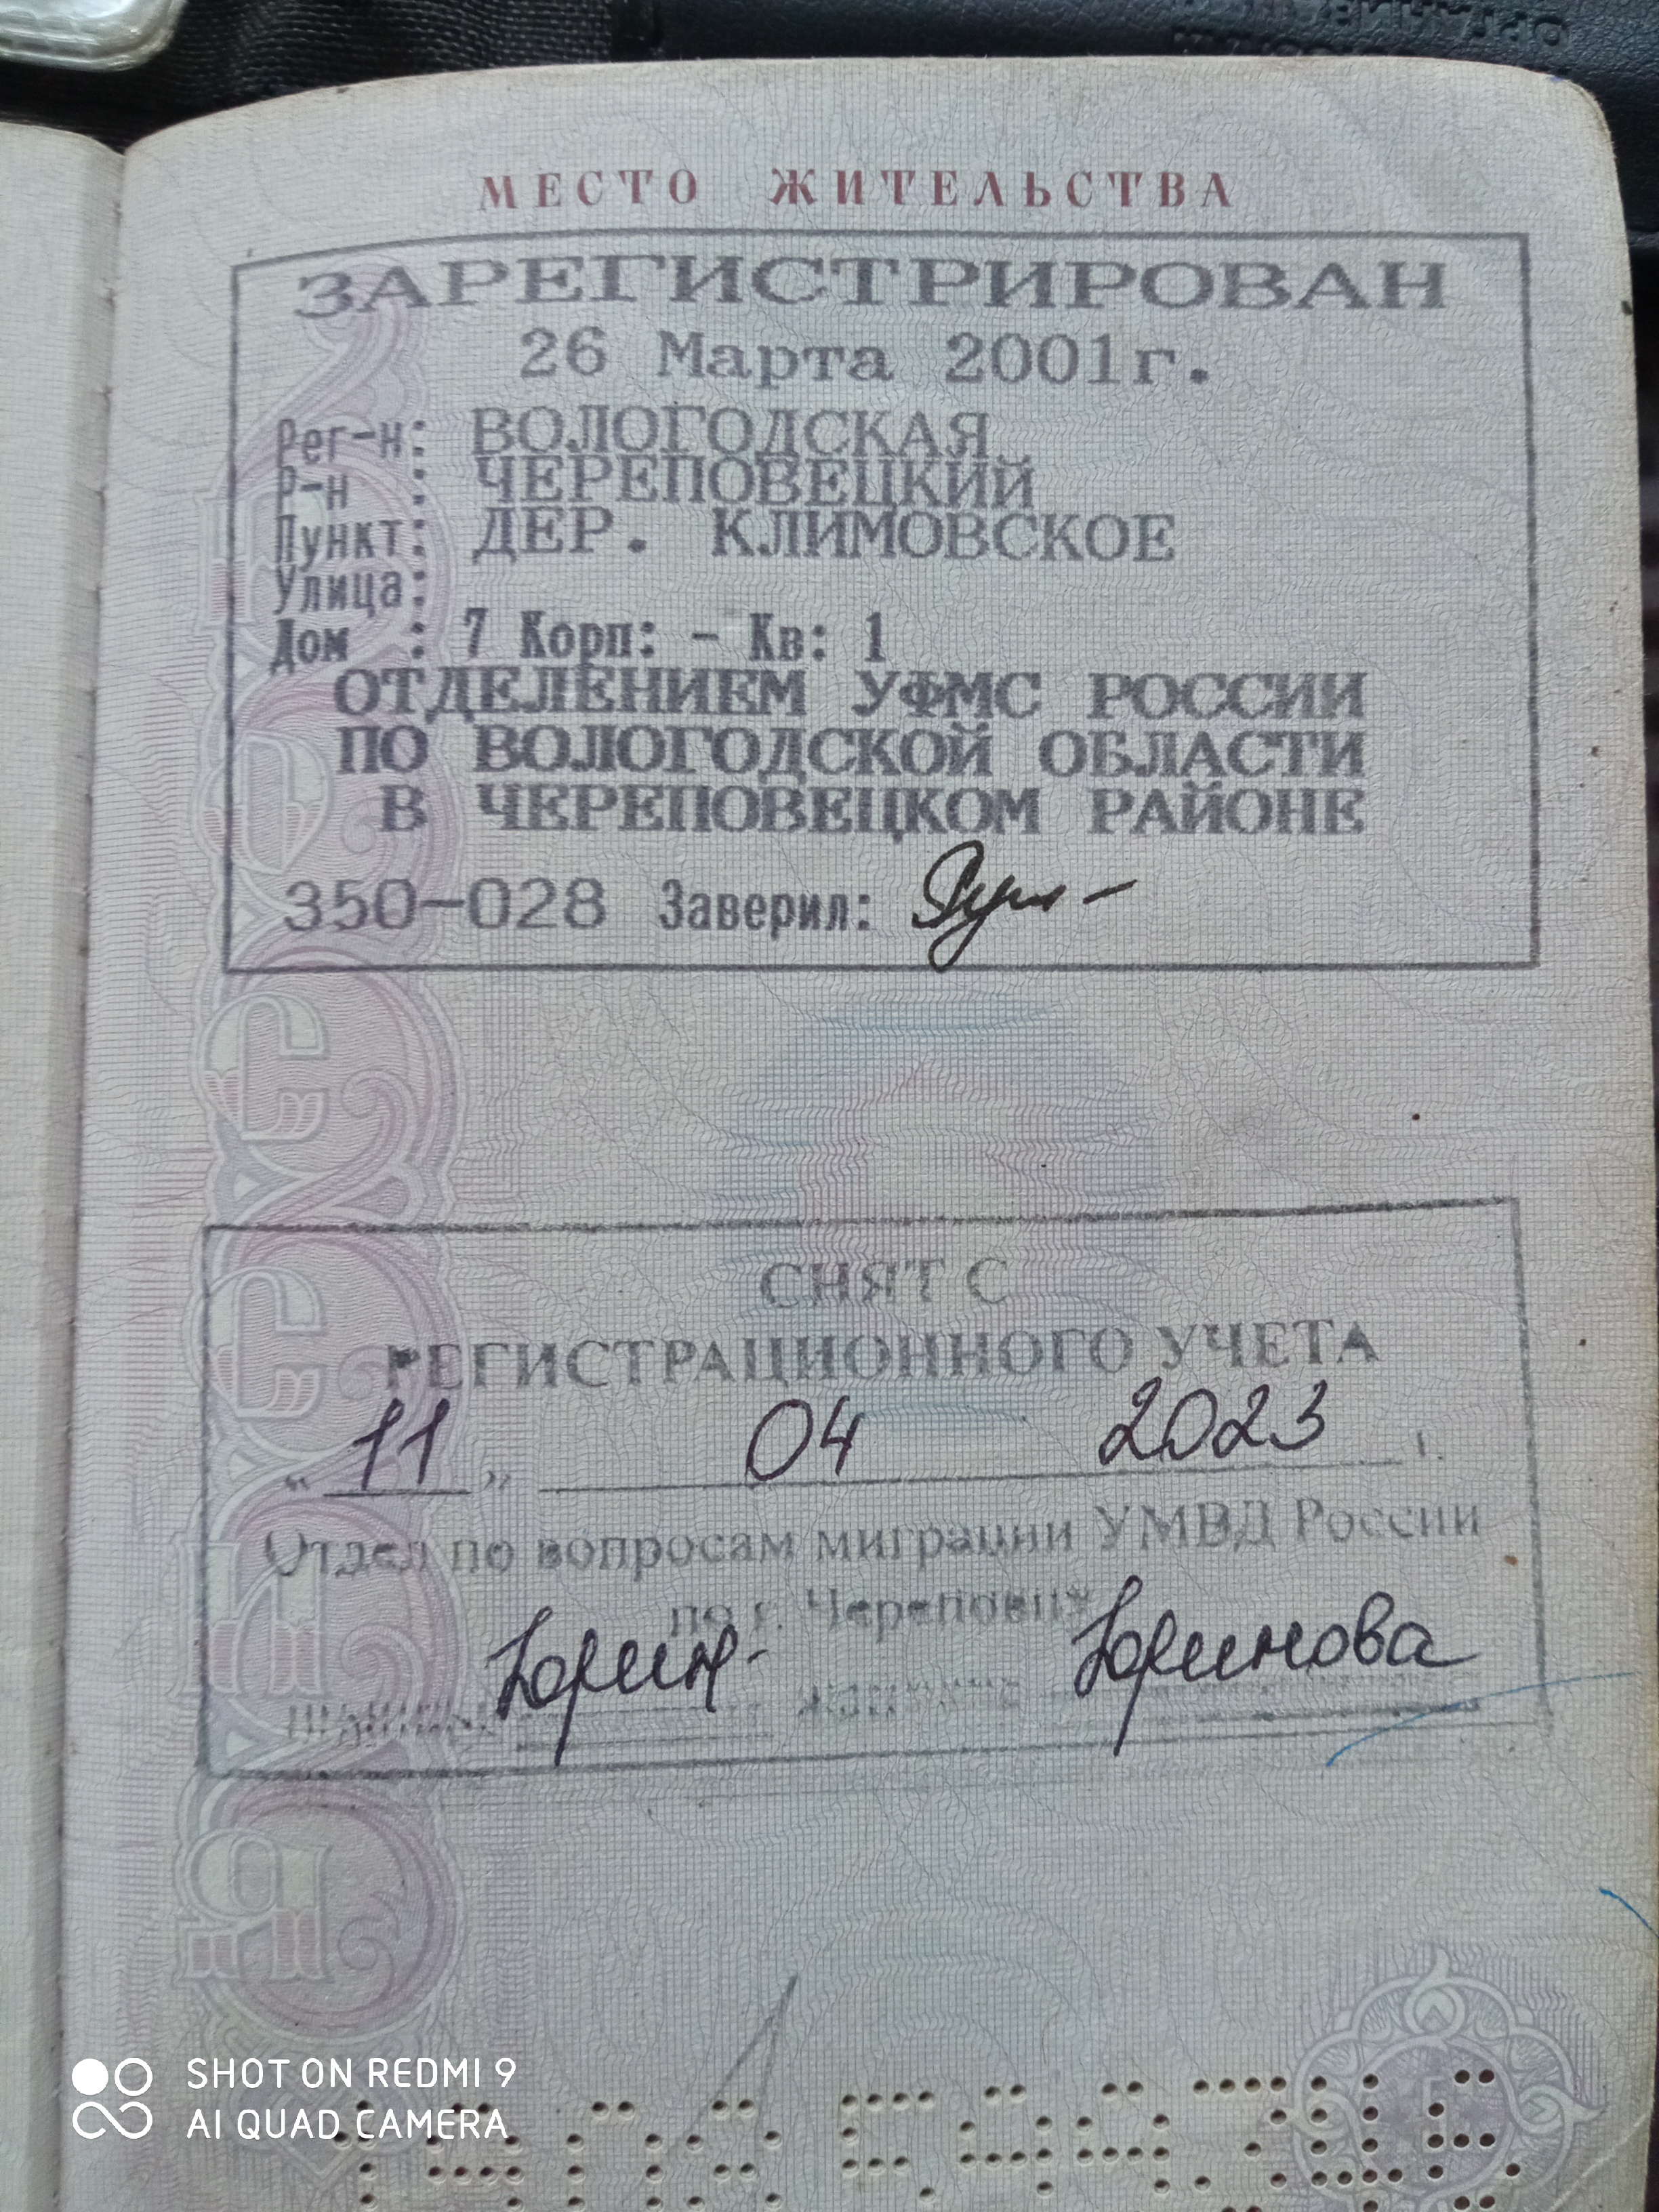 МЕСТО ЖИТЕЛЬСТВА
ЗАРЕГИСТРИРОВАН
26 Марта 2001г.
Рег-н: ВОЛОГОДСКАЯ
Р-н : ЧЕРЕПОВЕЦКИЙ
Пункт: ДЕР. КЛИМОВСКОЕ
Улица:
Дом : 7 Корп: - Кв: 1
ОТДЕЛЕНИЕМ УФМС РОССИИ
ПО ВОЛОГОДСКОЙ ОБЛАСТИ
В ЧЕРЕПОВЕЦКОМ РАЙОНЕ
350-028 Заверил:
СНЯТ С
РЕГИСТРАЦИОННОГО УЧЕТА
"11" 04 2023 г.
Отдел по вопросам миграции УМВД России
по г. Череповцу
Юринова
SHOT ON REDMI 9
AI QUAD CAMERA